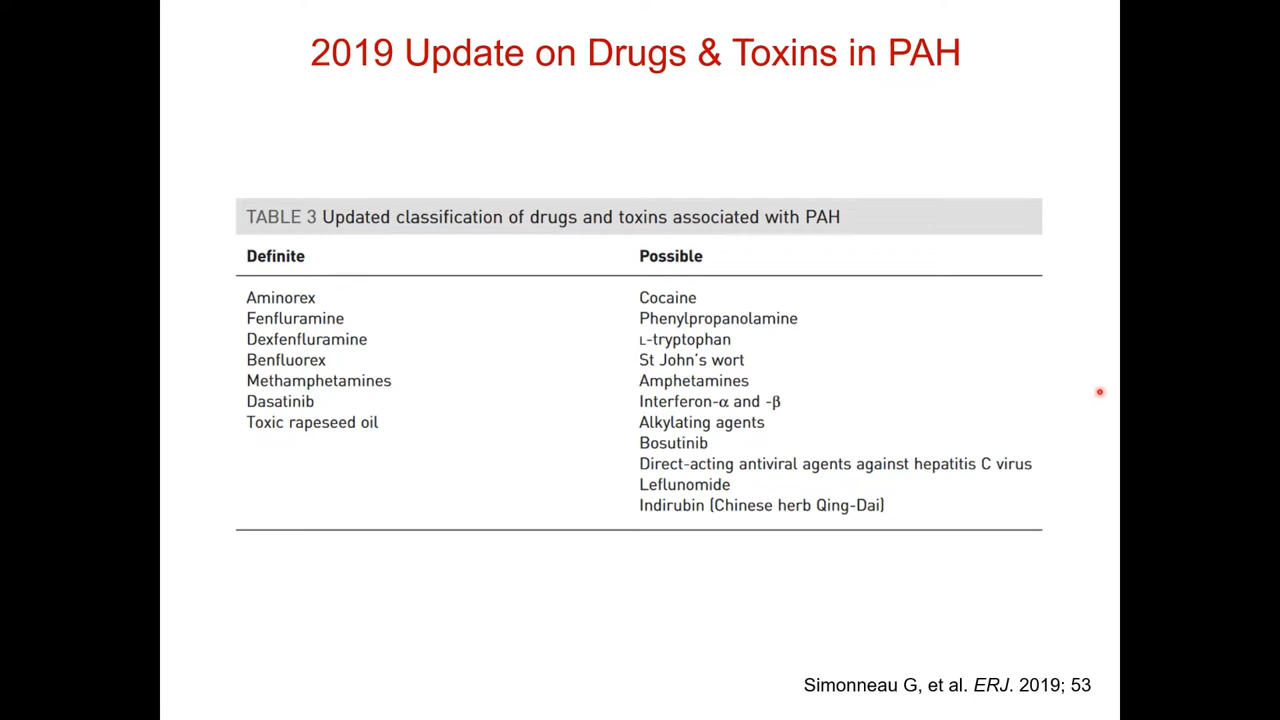 2019 Update on Drugs & Toxins in PAH
TABLE 3 Updated classification of drugs and toxins associated with PAH
Definite
Aminorex
Fenfluramine
Dexfenfluramine
Benfluorex
Methamphetamines
Dasatinib
Toxic rapeseed oil
Possible
Cocaine
Phenylpropanolamine
L-tryptophan
St John's wort
Amphetamines
Interferon-α and -β
Alkylating agents
Bosutinib
Direct-acting antiviral agents against hepatitis C virus
Leflunomide
Indirubin (Chinese herb Qing-Dai)
Simonneau G, et al. ERJ. 2019; 53